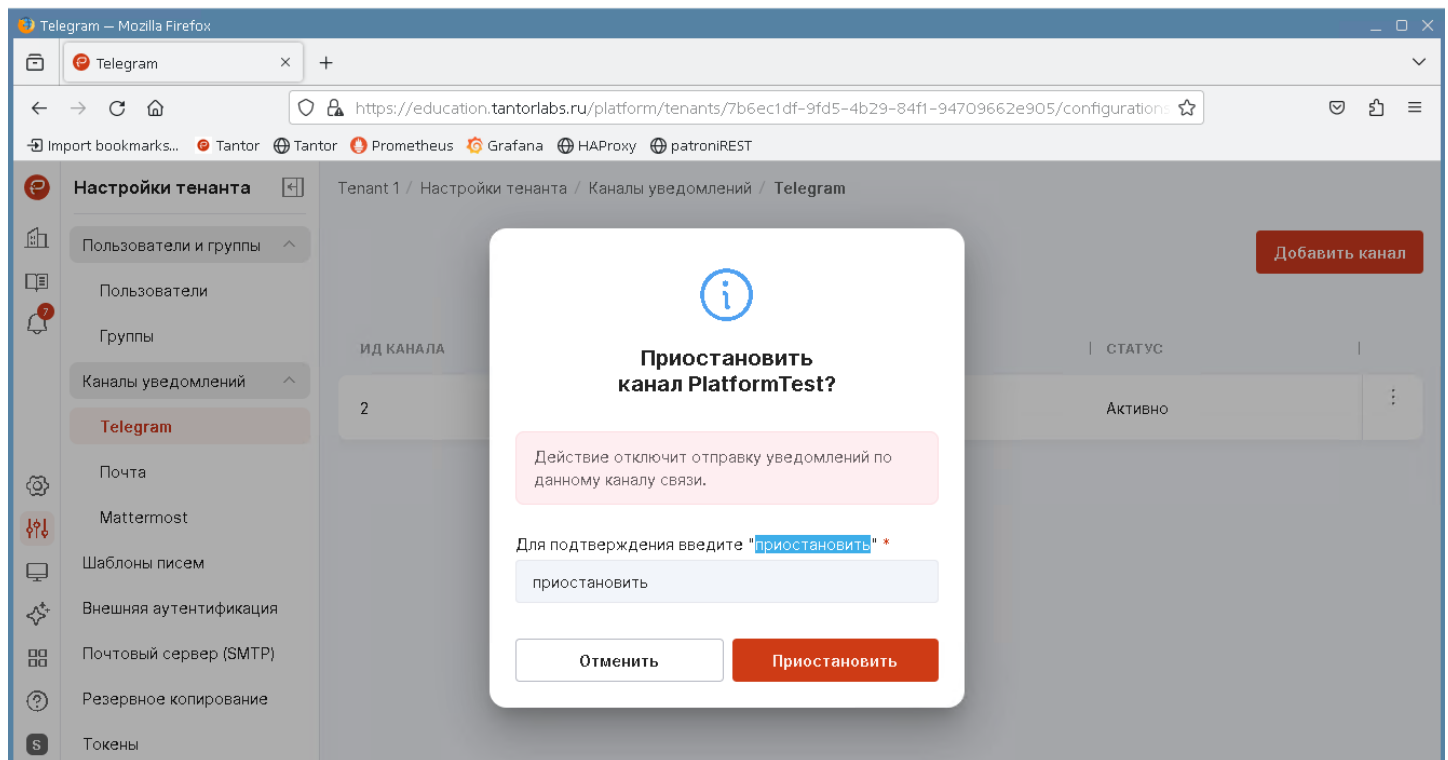 Telegram — Mozilla Firefox
Telegram
https://education.tantorlabs.ru/platform/tenants/7b6ec1df-9fd5-4b29-84f1-94709662e905/configurations
Import bookmarks... Tantor Tantor Prometheus Grafana HAProxy patroniREST
Настройки тенанта
Tenant 1 / Настройки тенанта / Каналы уведомлений / Telegram
Пользователи и группы
Пользователи
Группы
Каналы уведомлений
Telegram
Почта
Mattermost
Шаблоны писем
Внешняя аутентификация
Почтовый сервер (SMTP)
Резервное копирование
Токены
7
S
Добавить канал
ИД КАНАЛА
СТАТУС
2
Активно
Приостановить
канал PlatformTest?
Действие отключит отправку уведомлений по
данному каналу связи.
Для подтверждения введите "приостановить" *
приостановить
Отменить
Приостановить